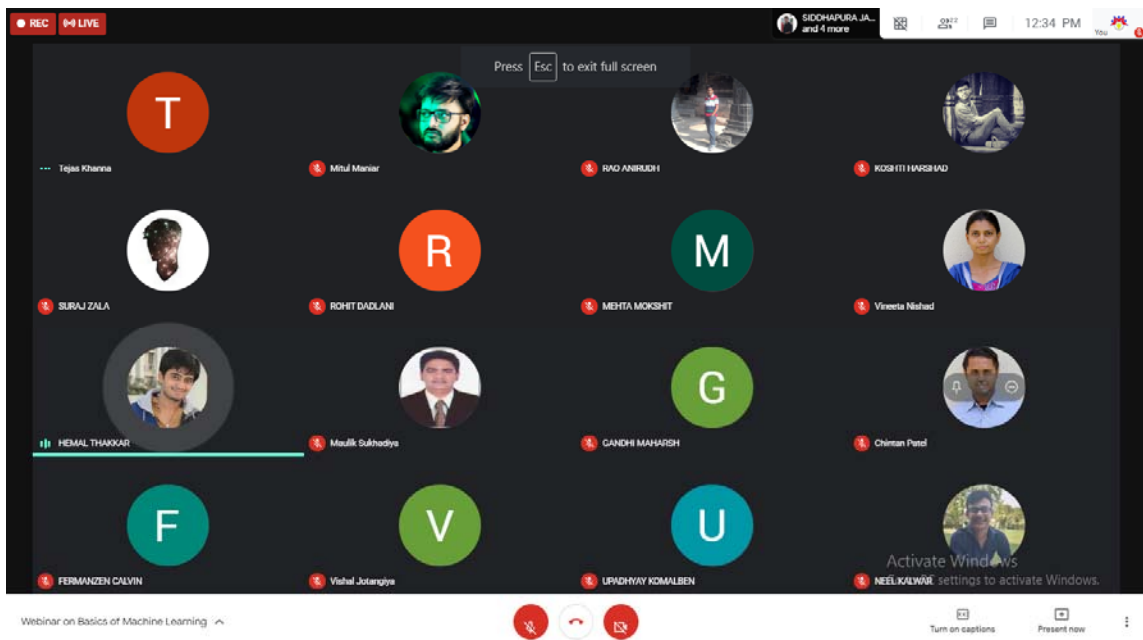 REC LIVE
SIDDHAPURA JA...
and 4 more
22
12:34 PM
You
Press Esc to exit full screen
T
Tejas Khanna
Mitul Maniar
RAO ANIRUDH
KOSHTI HARSHAD
SURAJ ZALA
R
ROHIT DADLANI
M
MEHTA MOKSHIT
Vineeta Nishad
HEMAL THAKKAR
Maulik Sukhadiya
G
GANDHI MAHARSH
Chintan Patel
F
FERMANZEN CALVIN
V
Vishal Jotangiya
U
UPADHYAY KOMALBEN
NEEL KALWAR
Activate Windows
settings to activate Windows.
Webinar on Basics of Machine Learning
Turn on captions
Present now